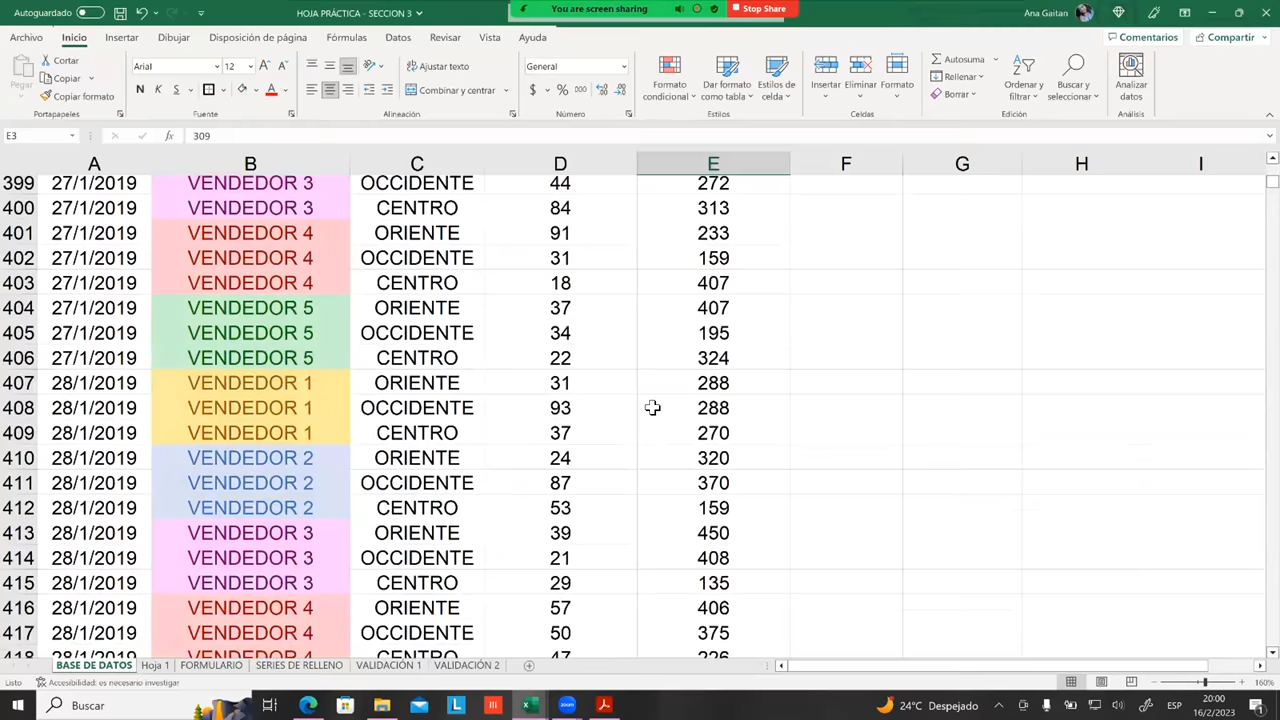 Autoguardado
HOJA PRÁCTICA - SECCION 3
You are screen sharing
Stop Share
Ana Gaitan
Archivo Inicio Insertar Dibujar Disposición de página Fórmulas Datos Revisar Vista Ayuda
Comentarios Compartir
Pegar
Cortar
Copiar
Copiar formato
Portapapeles
Arial 12
N K S
Fuente
Ajustar texto
Combinar y centrar
Alineación
General
$ % 000
Número
Formato condicional
Dar formato como tabla
Estilos de celda
Estilos
Insertar Eliminar Formato
Celdas
Autosuma
Rellenar
Borrar
Ordenar y filtrar
Buscar y seleccionar
Edición
Analizar datos
Análisis
E3 fx 309
A B C D E F G H I
399 27/1/2019 VENDEDOR 3 OCCIDENTE 44 272
400 27/1/2019 VENDEDOR 3 CENTRO 84 313
401 27/1/2019 VENDEDOR 4 ORIENTE 91 233
402 27/1/2019 VENDEDOR 4 OCCIDENTE 31 159
403 27/1/2019 VENDEDOR 4 CENTRO 18 407
404 27/1/2019 VENDEDOR 5 ORIENTE 37 407
405 27/1/2019 VENDEDOR 5 OCCIDENTE 34 195
406 27/1/2019 VENDEDOR 5 CENTRO 22 324
407 28/1/2019 VENDEDOR 1 ORIENTE 31 288
408 28/1/2019 VENDEDOR 1 OCCIDENTE 93 288
409 28/1/2019 VENDEDOR 1 CENTRO 37 270
410 28/1/2019 VENDEDOR 2 ORIENTE 24 320
411 28/1/2019 VENDEDOR 2 OCCIDENTE 87 370
412 28/1/2019 VENDEDOR 2 CENTRO 53 159
413 28/1/2019 VENDEDOR 3 ORIENTE 39 450
414 28/1/2019 VENDEDOR 3 OCCIDENTE 21 408
415 28/1/2019 VENDEDOR 3 CENTRO 29 135
416 28/1/2019 VENDEDOR 4 ORIENTE 57 406
417 28/1/2019 VENDEDOR 4 OCCIDENTE 50 375
418 28/1/2019 VENDEDOR 4 CENTRO 47 226
BASE DE DATOS Hoja 1 FORMULARIO SERIES DE RELLENO VALIDACIÓN 1 VALIDACIÓN 2
Listo Accesibilidad: es necesario investigar 160%
Buscar
24°C Despejado ESP 20:00
16/2/2023